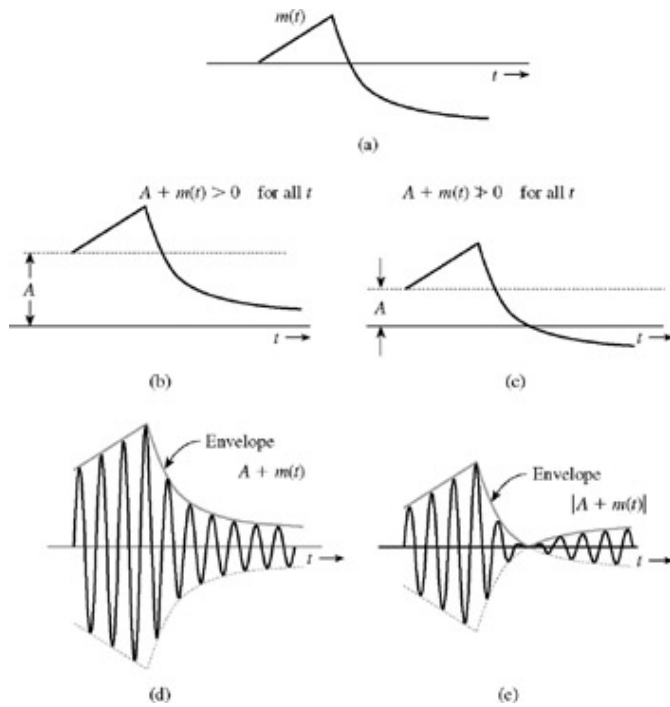 m(t)
t →
(a)
A + m(t) > 0 for all t
A + m(t) ≯ 0 for all t
A
A
t →
t →
(b)
(c)
Envelope
A + m(t)
Envelope
|A + m(t)|
t →
t →
(d)
(e)